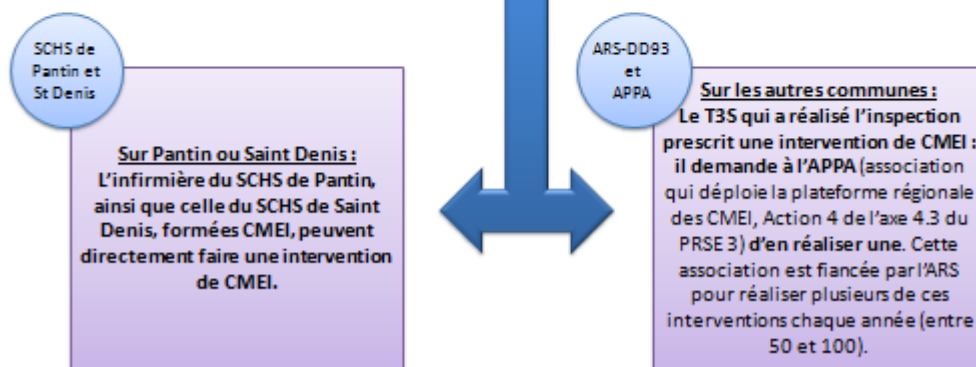 SCHS de
Pantin et
St Denis
Sur Pantin ou Saint Denis :
L'infirmière du SCHS de Pantin,
ainsi que celle du SCHS de Saint
Denis, formées CMEI, peuvent
directement faire une intervention
de CMEI.
ARS-DD93
et
APPA
Sur les autres communes :
Le T3S qui a réalisé l'inspection
prescrit une intervention de CMEI :
il demande à l'APPA (association
qui déploie la plateforme régionale
des CMEI, Action 4 de l'axe 4.3 du
PRSE 3) d'en réaliser une. Cette
association est fiancée par l'ARS
pour réaliser plusieurs de ces
interventions chaque année (entre
50 et 100).